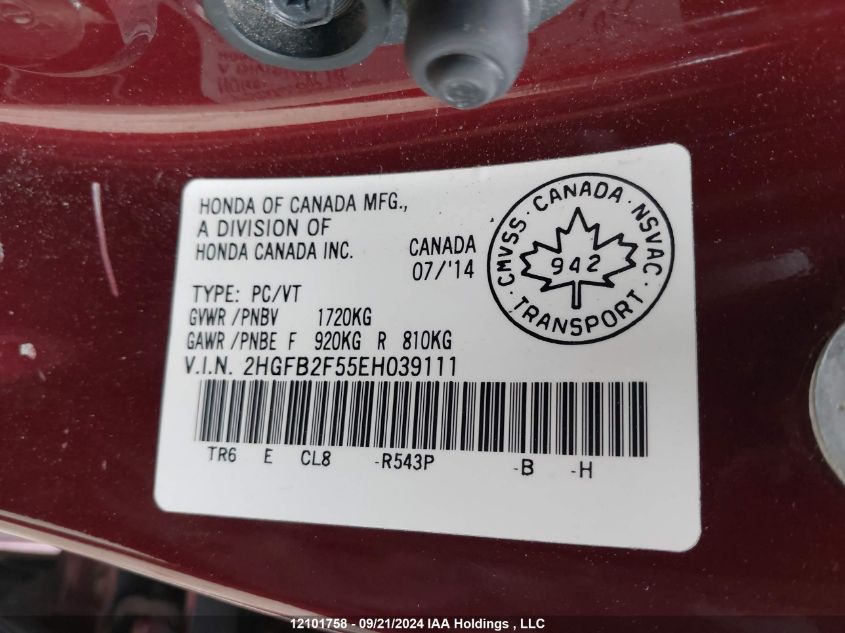 HONDA OF CANADA MFG.,
A DIVISION OF
HONDA CANADA INC.
CANADA
07/'14
CMVSS · CANADA · NSVAC
942
· TRANSPORT ·
TYPE: PC/VT
GVWR /PNBV 1720KG
GAWR /PNBE F 920KG R 810KG
V.I.N. 2HGFB2F55EH039111
TR6 E CL8 -R543P -B -H
12101758 - 09/21/2024 IAA Holdings , LLC